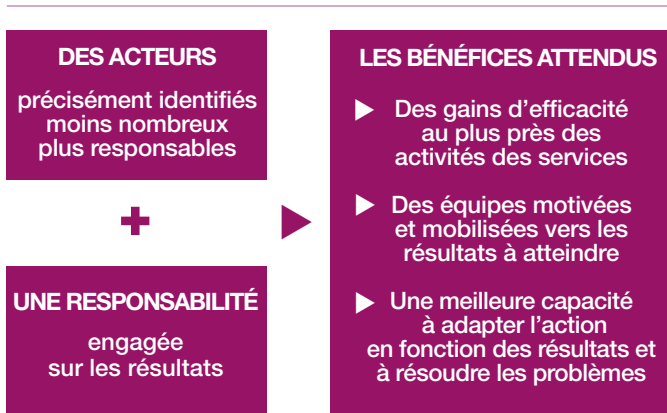 DES ACTEURS
précisément identifiés
moins nombreux
plus responsables
+
UNE RESPONSABILITÉ
engagée
sur les résultats
LES BÉNÉFICES ATTENDUS
Des gains d’efficacité
au plus près des
activités des services
Des équipes motivées
et mobilisées vers les
résultats à atteindre
Une meilleure capacité
à adapter l’action
en fonction des résultats et
à résoudre les problèmes